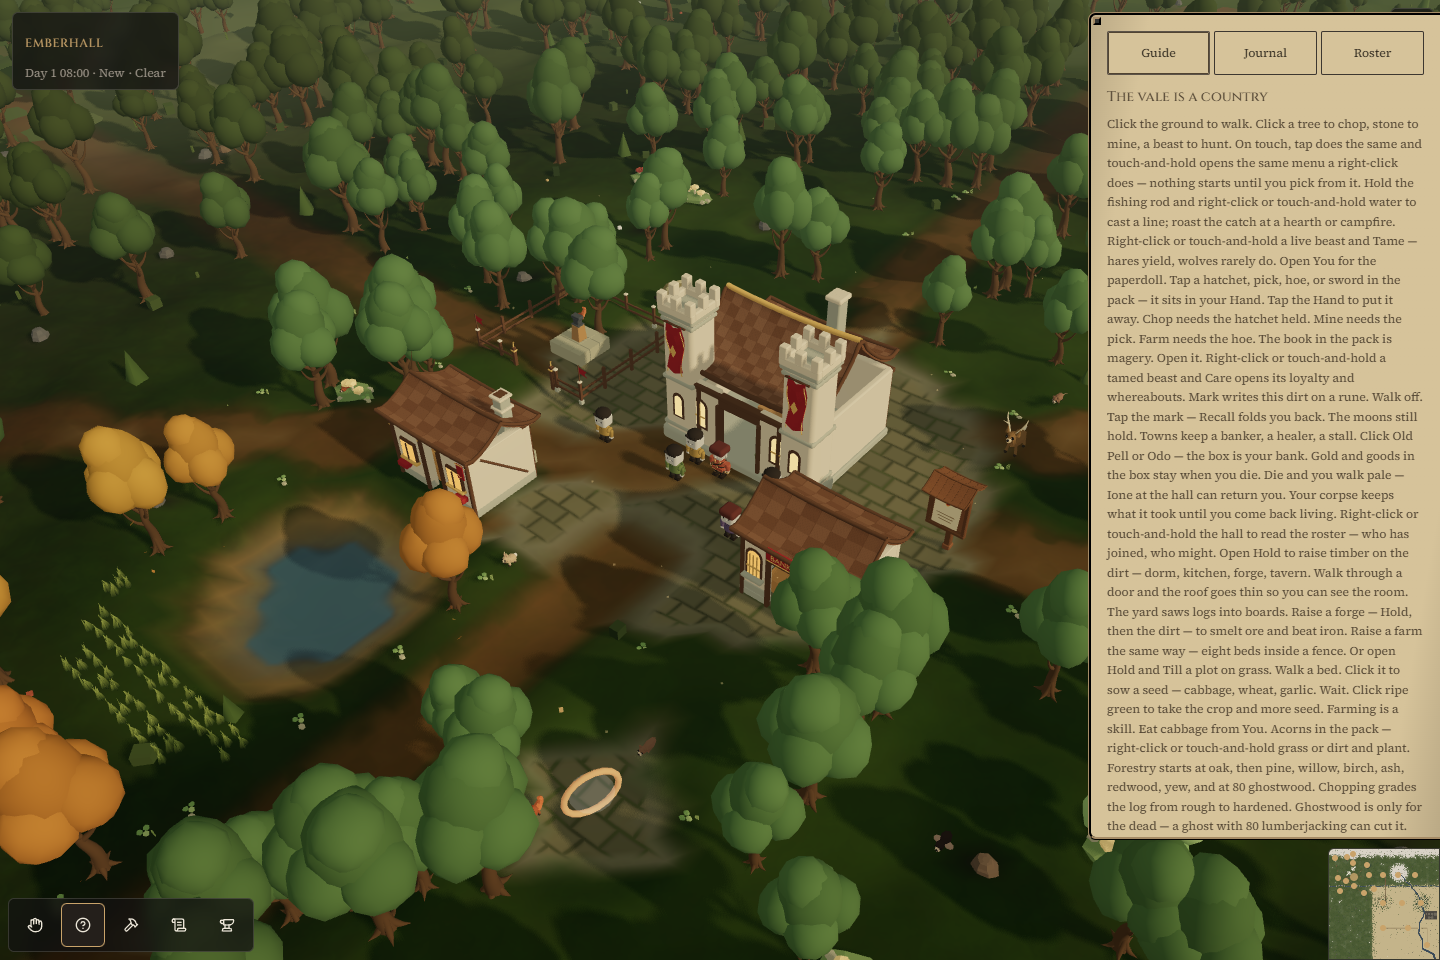 EMBERHALL
Day 1 08:00 · New · Clear
Guide
Journal
Roster
The vale is a country
Click the ground to walk. Click a tree to chop, stone to
mine, a beast to hunt. On touch, tap does the same and
touch-and-hold opens the same menu a right-click
does — nothing starts until you pick from it. Hold the
fishing rod and right-click or touch-and-hold water to
cast a line; roast the catch at a hearth or campfire.
Right-click or touch-and-hold a live beast and Tame —
hares yield, wolves rarely do. Open You for the
paperdoll. Tap a hatchet, pick, hoe, or sword in the
pack — it sits in your Hand. Tap the Hand to put it
away. Chop needs the hatchet held. Mine needs the
pick. Farm needs the hoe. The book in the pack is
magery. Open it. Right-click or touch-and-hold a
tamed beast and Care opens its loyalty and
whereabouts. Mark writes this dirt on a rune. Walk off.
Tap the mark — Recall folds you back. The moons still
hold. Towns keep a banker, a healer, a stall. Click Old
Pell or Odo — the box is your bank. Gold and goods in
the box stay when you die. Die and you walk pale —
Ione at the hall can return you. Your corpse keeps
what it took until you come back living. Right-click or
touch-and-hold the hall to read the roster — who has
joined, who might. Open Hold to raise timber on the
dirt — dorm, kitchen, forge, tavern. Walk through a
door and the roof goes thin so you can see the room.
The yard saws logs into boards. Raise a forge — Hold,
then the dirt — to smelt ore and beat iron. Raise a farm
the same way — eight beds inside a fence. Or open
Hold and Till a plot on grass. Walk a bed. Click it to
sow a seed — cabbage, wheat, garlic. Wait. Click ripe
green to take the crop and more seed. Farming is a
skill. Eat cabbage from You. Acorns in the pack —
right-click or touch-and-hold grass or dirt and plant.
Forestry starts at oak, then pine, willow, birch, ash,
redwood, yew, and at 80 ghostwood. Chopping grades
the log from rough to hardened. Ghostwood is only for
the dead — a ghost with 80 lumberjacking can cut it.
BANK